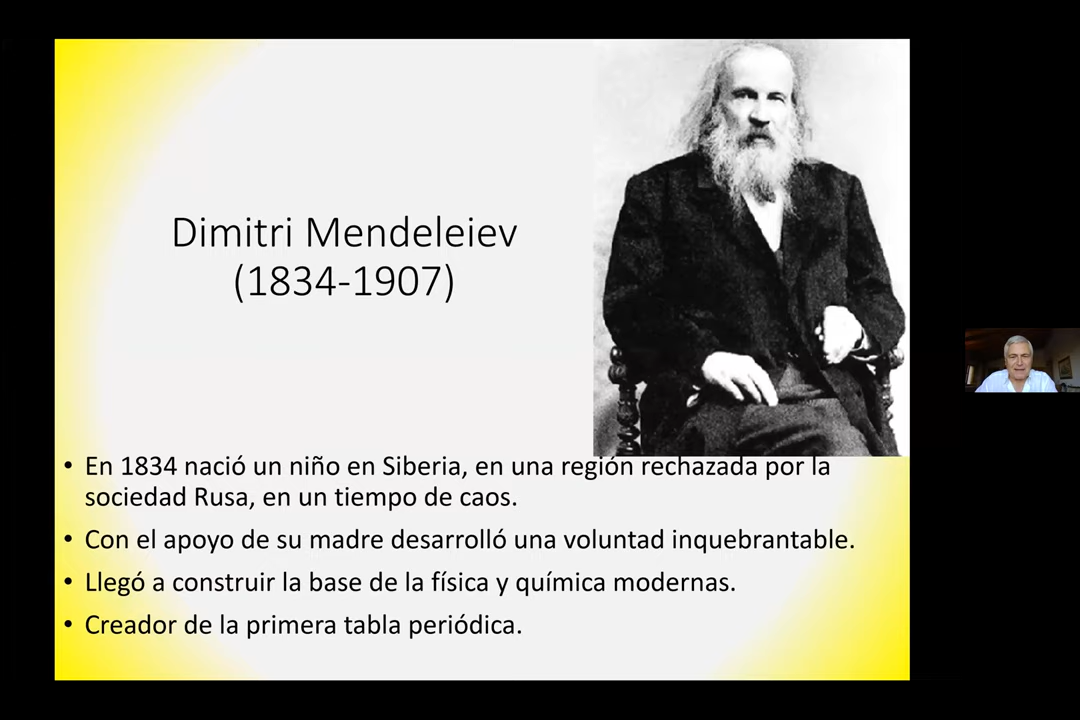 Dimitri Mendeleiev
(1834-1907)
• En 1834 nació un niño en Siberia, en una región rechazada por la
sociedad Rusa, en un tiempo de caos.
• Con el apoyo de su madre desarrolló una voluntad inquebrantable.
• Llegó a construir la base de la física y química modernas.
• Creador de la primera tabla periódica.